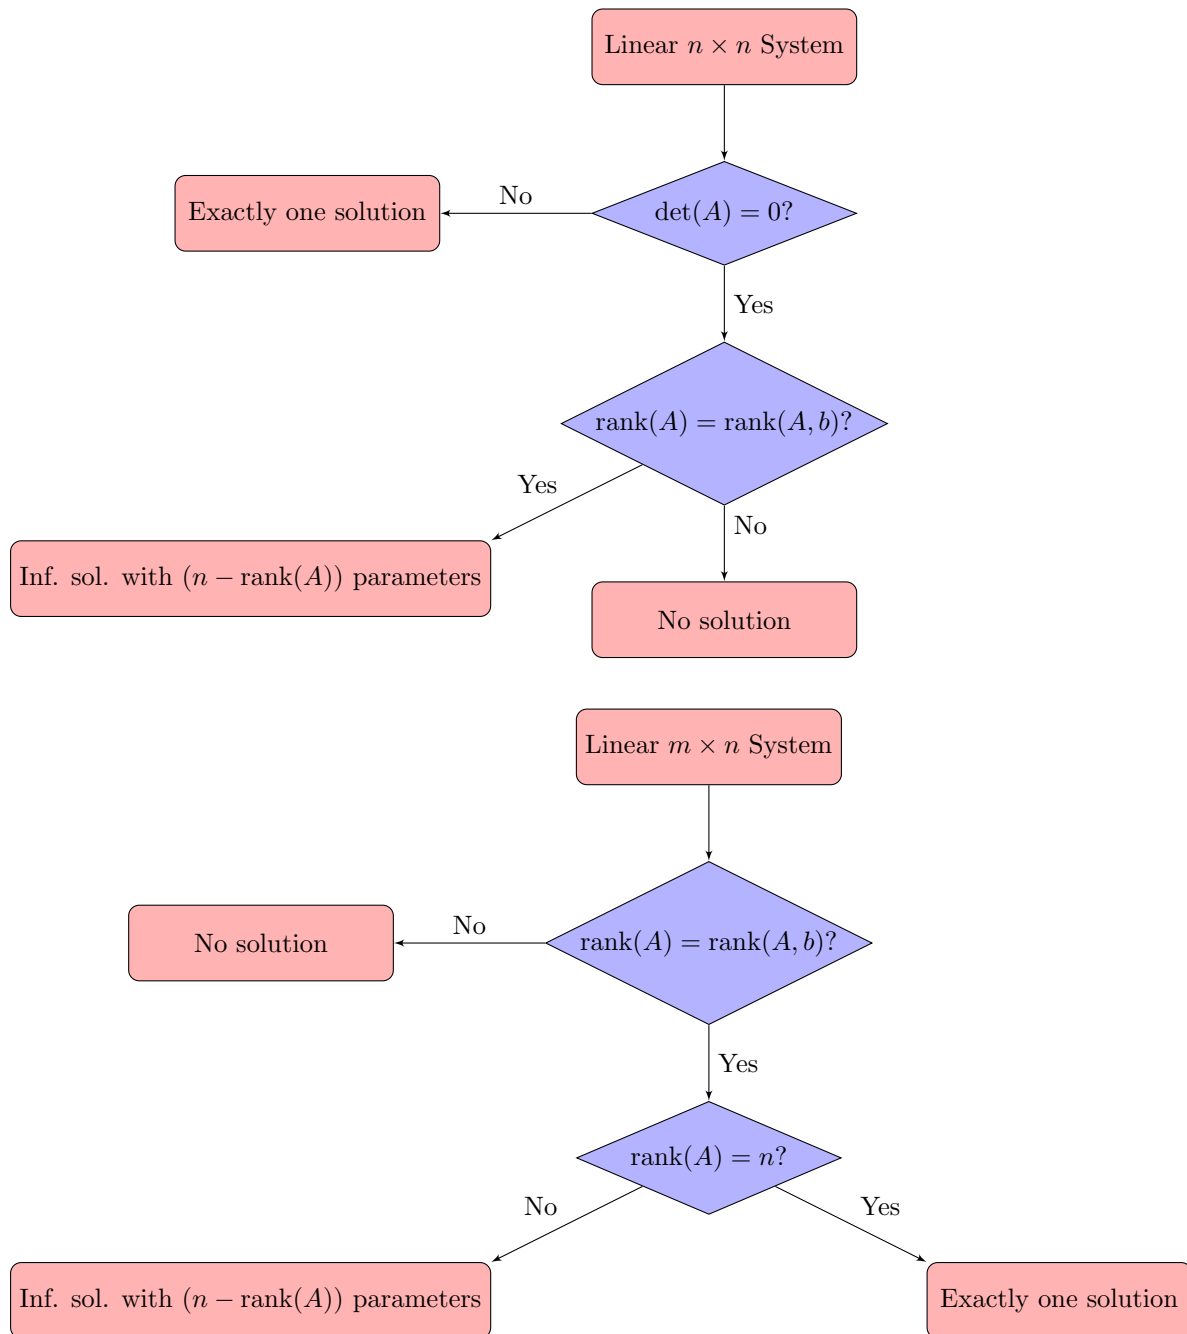 Linear n × n System
det(A) = 0?
No
Exactly one solution
Yes
rank(A) = rank(A, b)?
Yes
No
Inf. sol. with (n − rank(A)) parameters
No solution
Linear m × n System
rank(A) = rank(A, b)?
No
No solution
Yes
rank(A) = n?
No
Yes
Inf. sol. with (n − rank(A)) parameters
Exactly one solution